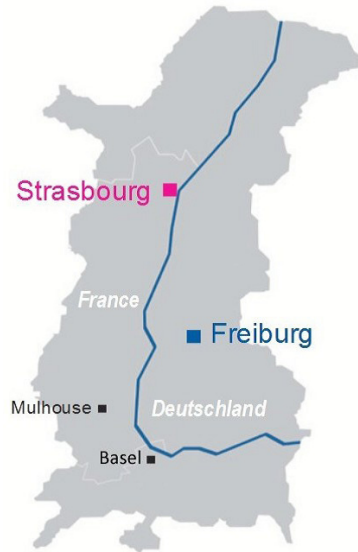 Strasbourg
France
Freiburg
Mulhouse
Deutschland
Basel